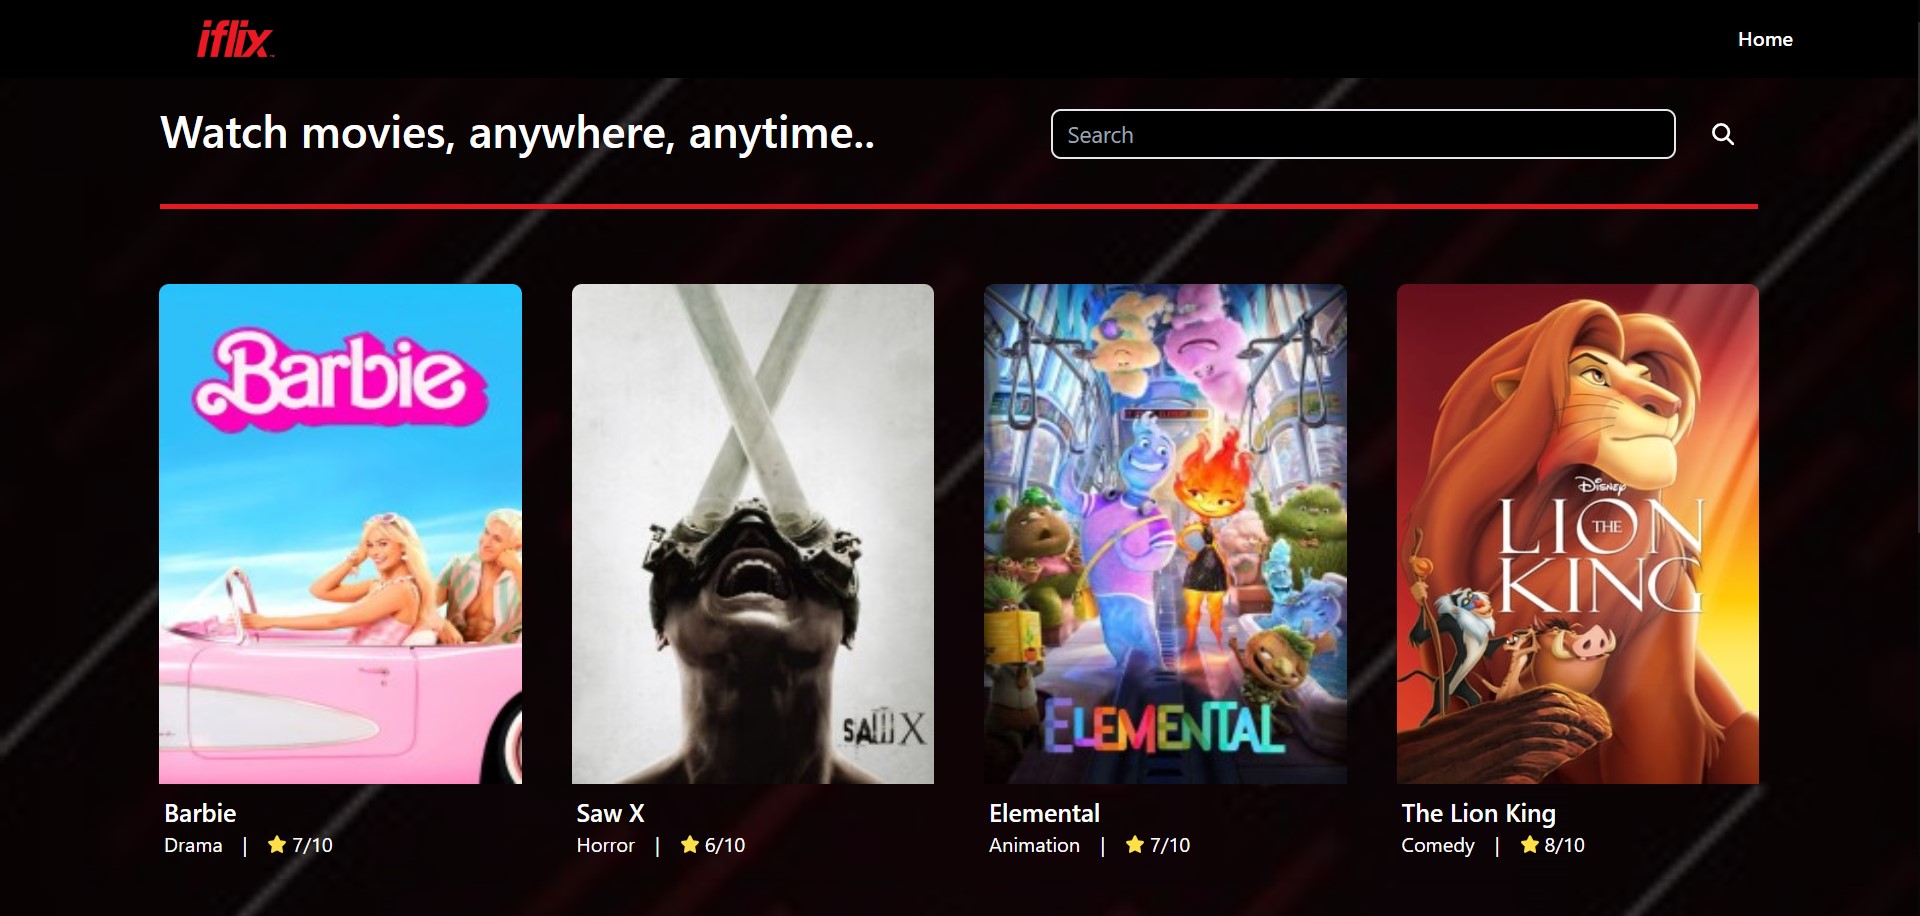 iflix
Home
Watch movies, anywhere, anytime..
Search
Barbie
SAW X
ELEMENTAL
Disney
THE
LION
KING
Barbie
Drama | 7/10
Saw X
Horror | 6/10
Elemental
Animation | 7/10
The Lion King
Comedy | 8/10